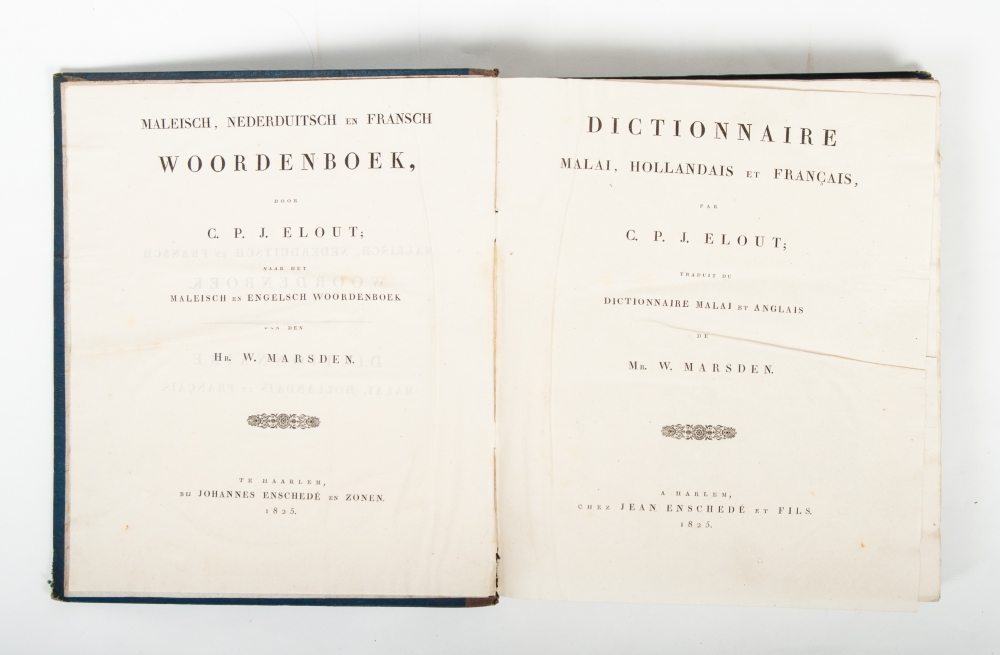 MALEISCH, NEDERDUITSCH EN FRANSCH
WOORDENBOEK,
DOOR
C. P. J. ELOUT;
NAAR HET
MALEISCH EN ENGELSCH WOORDENBOEK
VAN DEN
HR. W. MARSDEN.
TE HAARLEM,
BIJ JOHANNES ENSCHEDÉ EN ZONEN.
1825.
DICTIONNAIRE
MALAI, HOLLANDAIS ET FRANÇAIS,
PAR
C. P. J. ELOUT;
TRADUIT DU
DICTIONNAIRE MALAI ET ANGLAIS
DE
MR. W. MARSDEN.
A HARLEM,
CHEZ JEAN ENSCHEDÉ ET FILS.
1825.